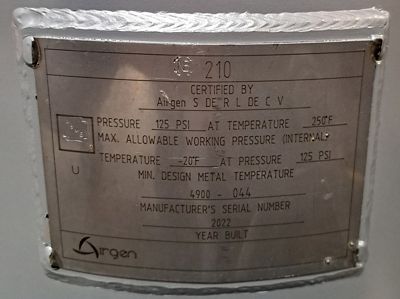 210
CERTIFIED BY
Airgen S DE R L DE C V
PRESSURE 125 PSI AT TEMPERATURE 250°F
MAX. ALLOWABLE WORKING PRESSURE (INTERNAL)
TEMPERATURE -20°F AT PRESSURE 125 PSI
MIN. DESIGN METAL TEMPERATURE
U
4900 - 044
MANUFACTURER'S SERIAL NUMBER
2022
YEAR BUILT
Airgen